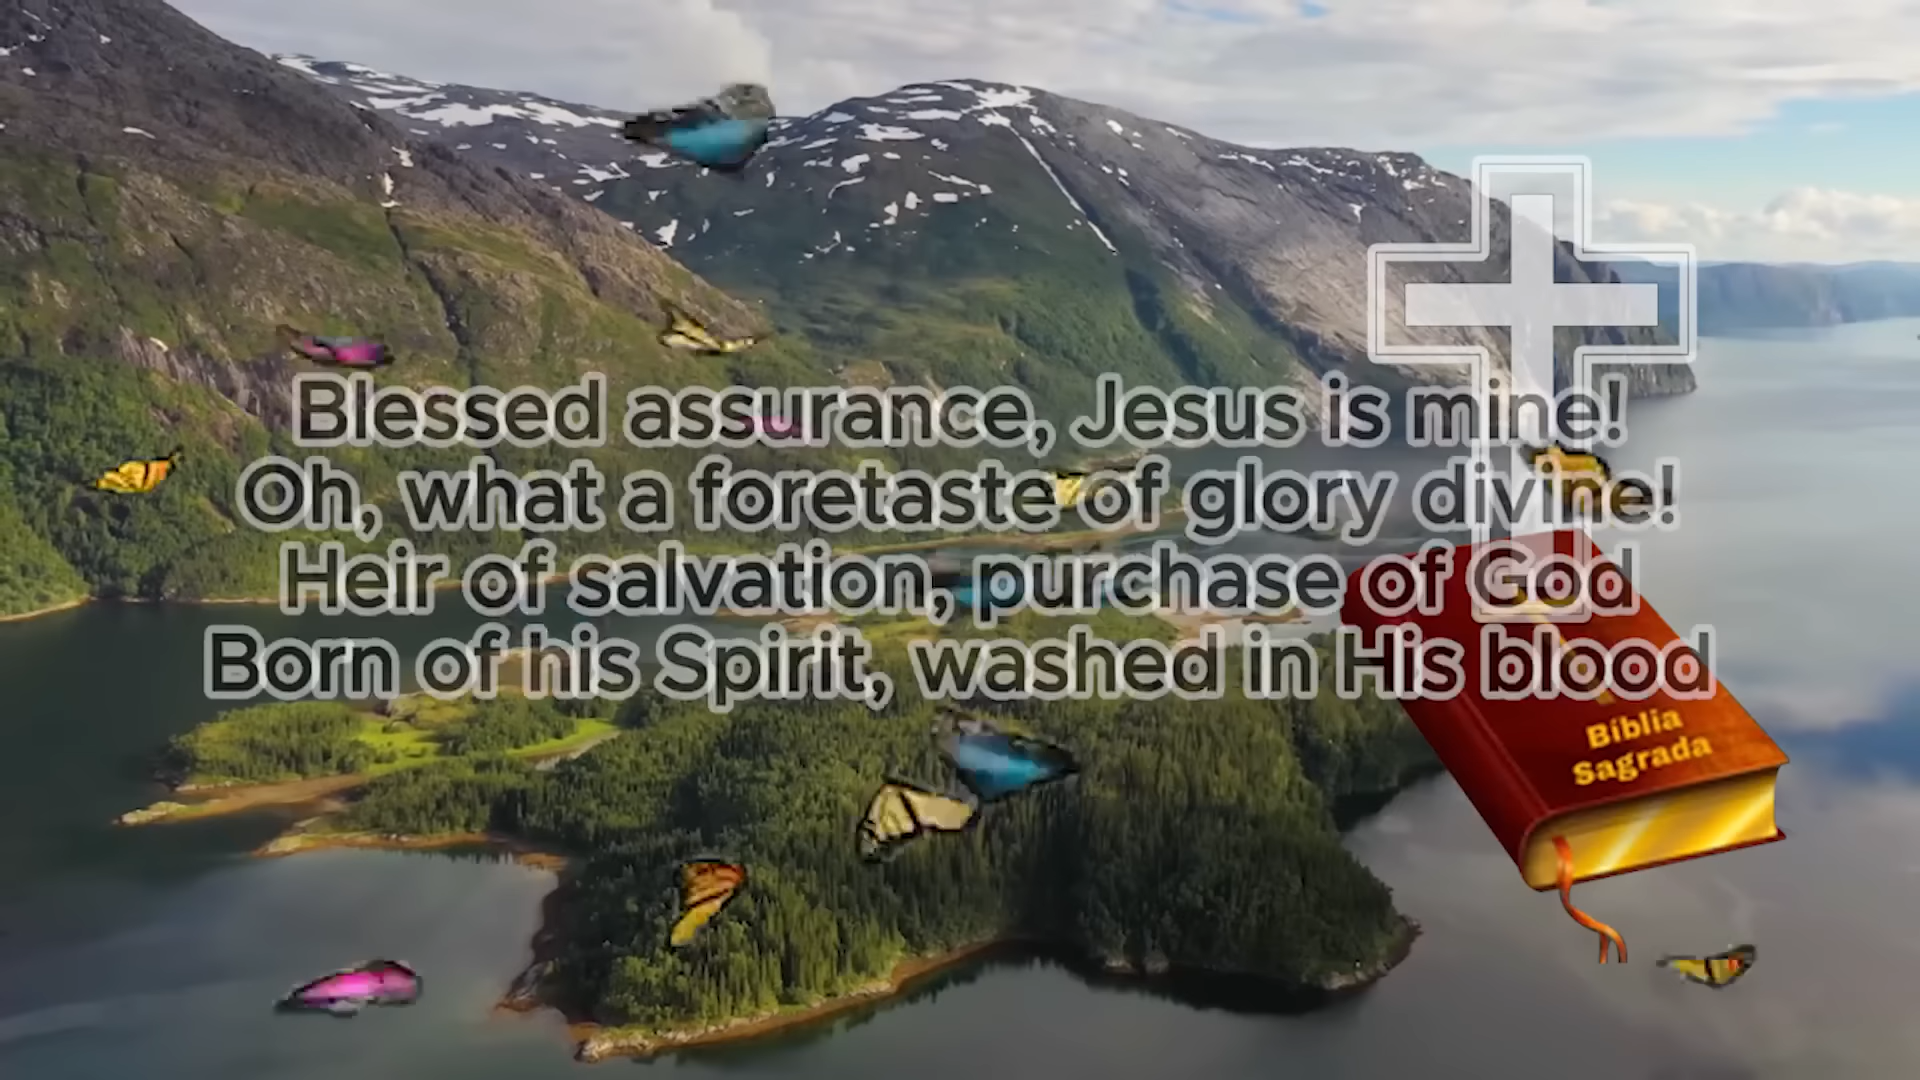 Blessed assurance, Jesus is mine!
Oh, what a foretaste of glory divine!
Heir of salvation, purchase of God
Born of his Spirit, washed in His blood
Bíblia
Sagrada